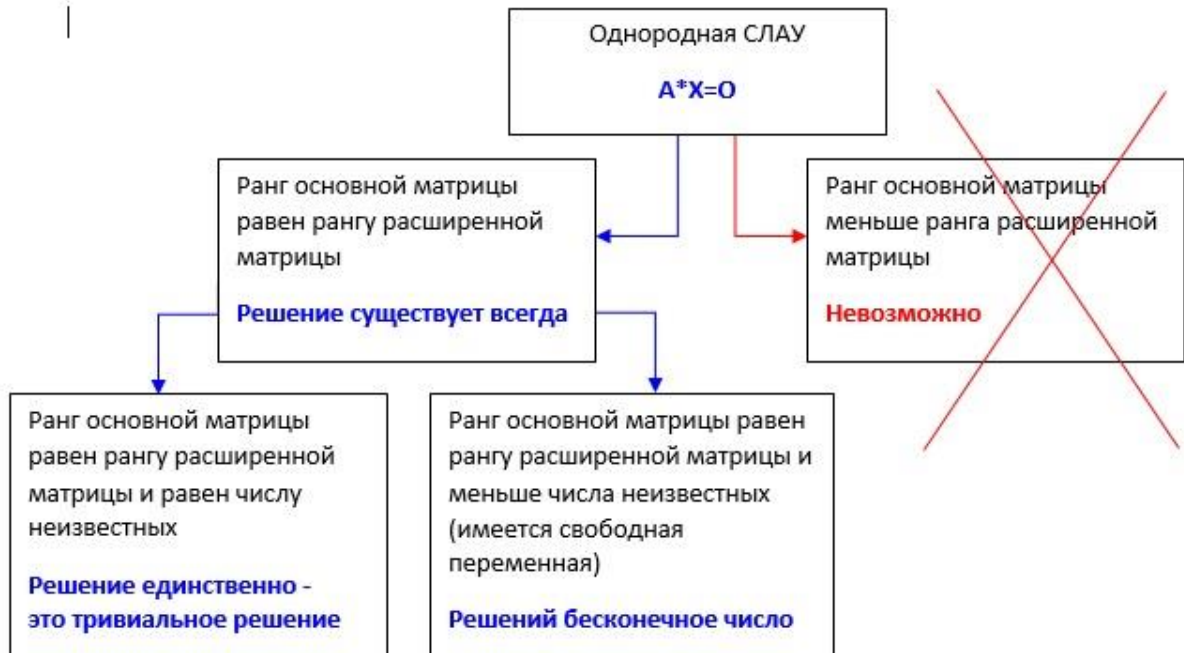 Однородная СЛАУ
A*X=O
Ранг основной матрицы
равен рангу расширенной
матрицы
Решение существует всегда
Ранг основной матрицы
меньше ранга расширенной
матрицы
Невозможно
Ранг основной матрицы
равен рангу расширенной
матрицы и равен числу
неизвестных
Решение единственно -
это тривиальное решение
Ранг основной матрицы равен
рангу расширенной матрицы и
меньше числа неизвестных
(имеется свободная
переменная)
Решений бесконечное число